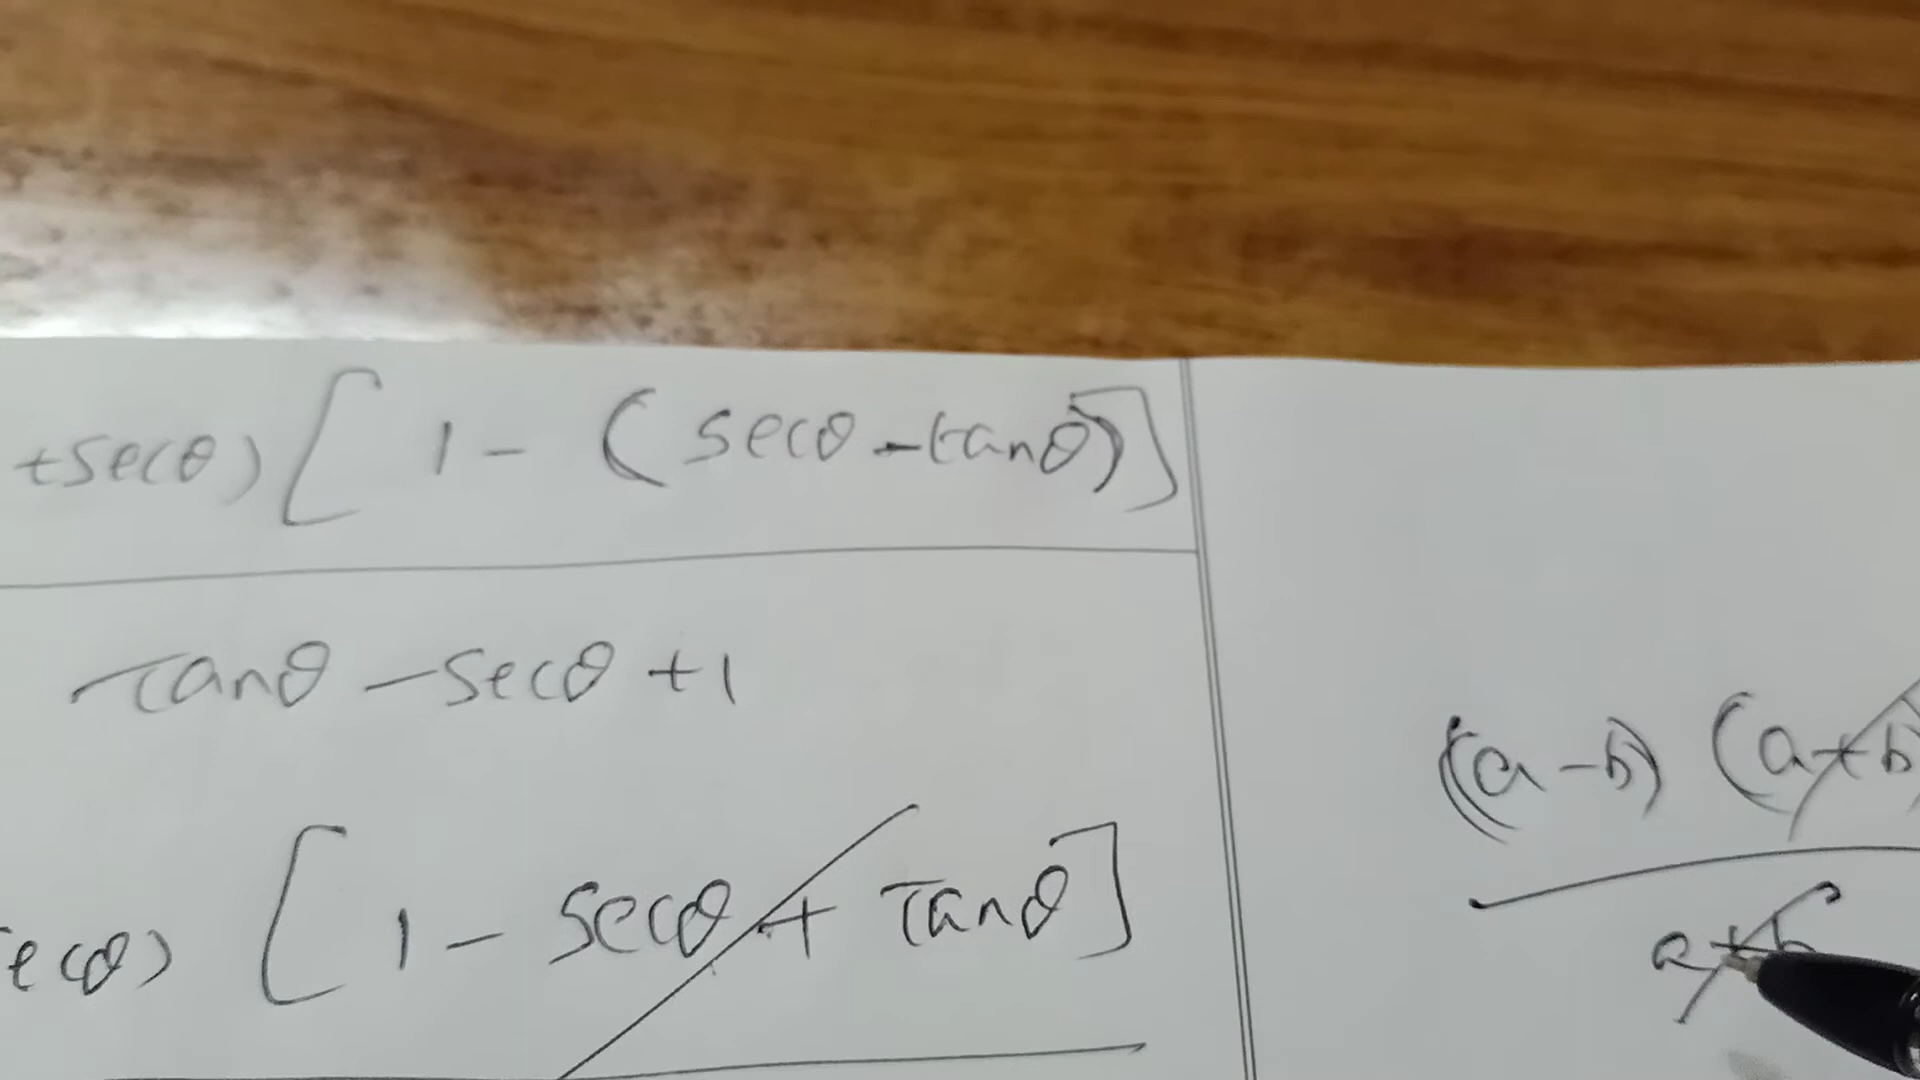 +secθ) [ 1 - (secθ - tanθ)]
Tanθ - secθ + 1
ecθ) [ 1 - secθ + Tanθ]
(a - b) (a + b
a + b